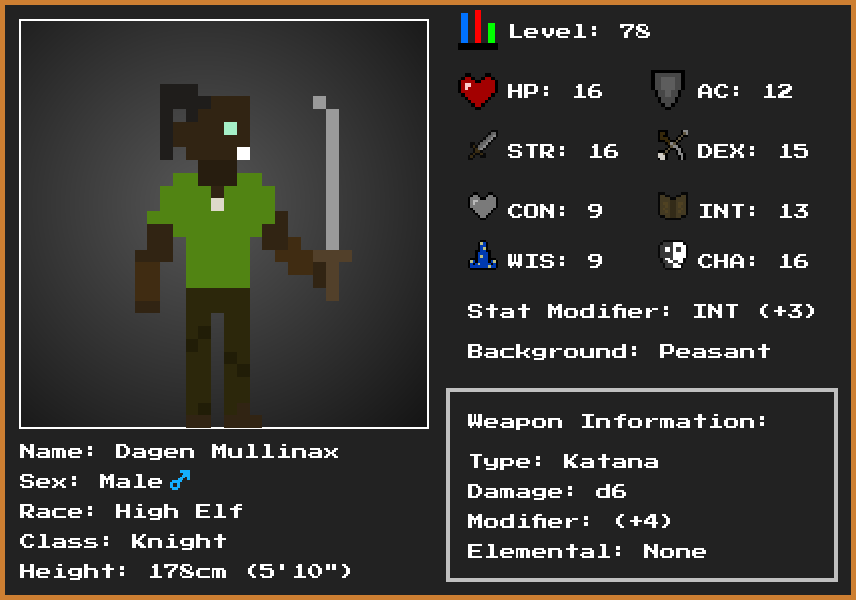 Level: 78
HP: 16
AC: 12
STR: 16
DEX: 15
CON: 9
INT: 13
WIS: 9
CHA: 16
Stat Modifier: INT (+3)
Background: Peasant
Weapon Information:
Type: Katana
Damage: d6
Modifier: (+4)
Elemental: None
Name: Dagen Mullinax
Sex: Male♂
Race: High Elf
Class: Knight
Height: 178cm (5'10")